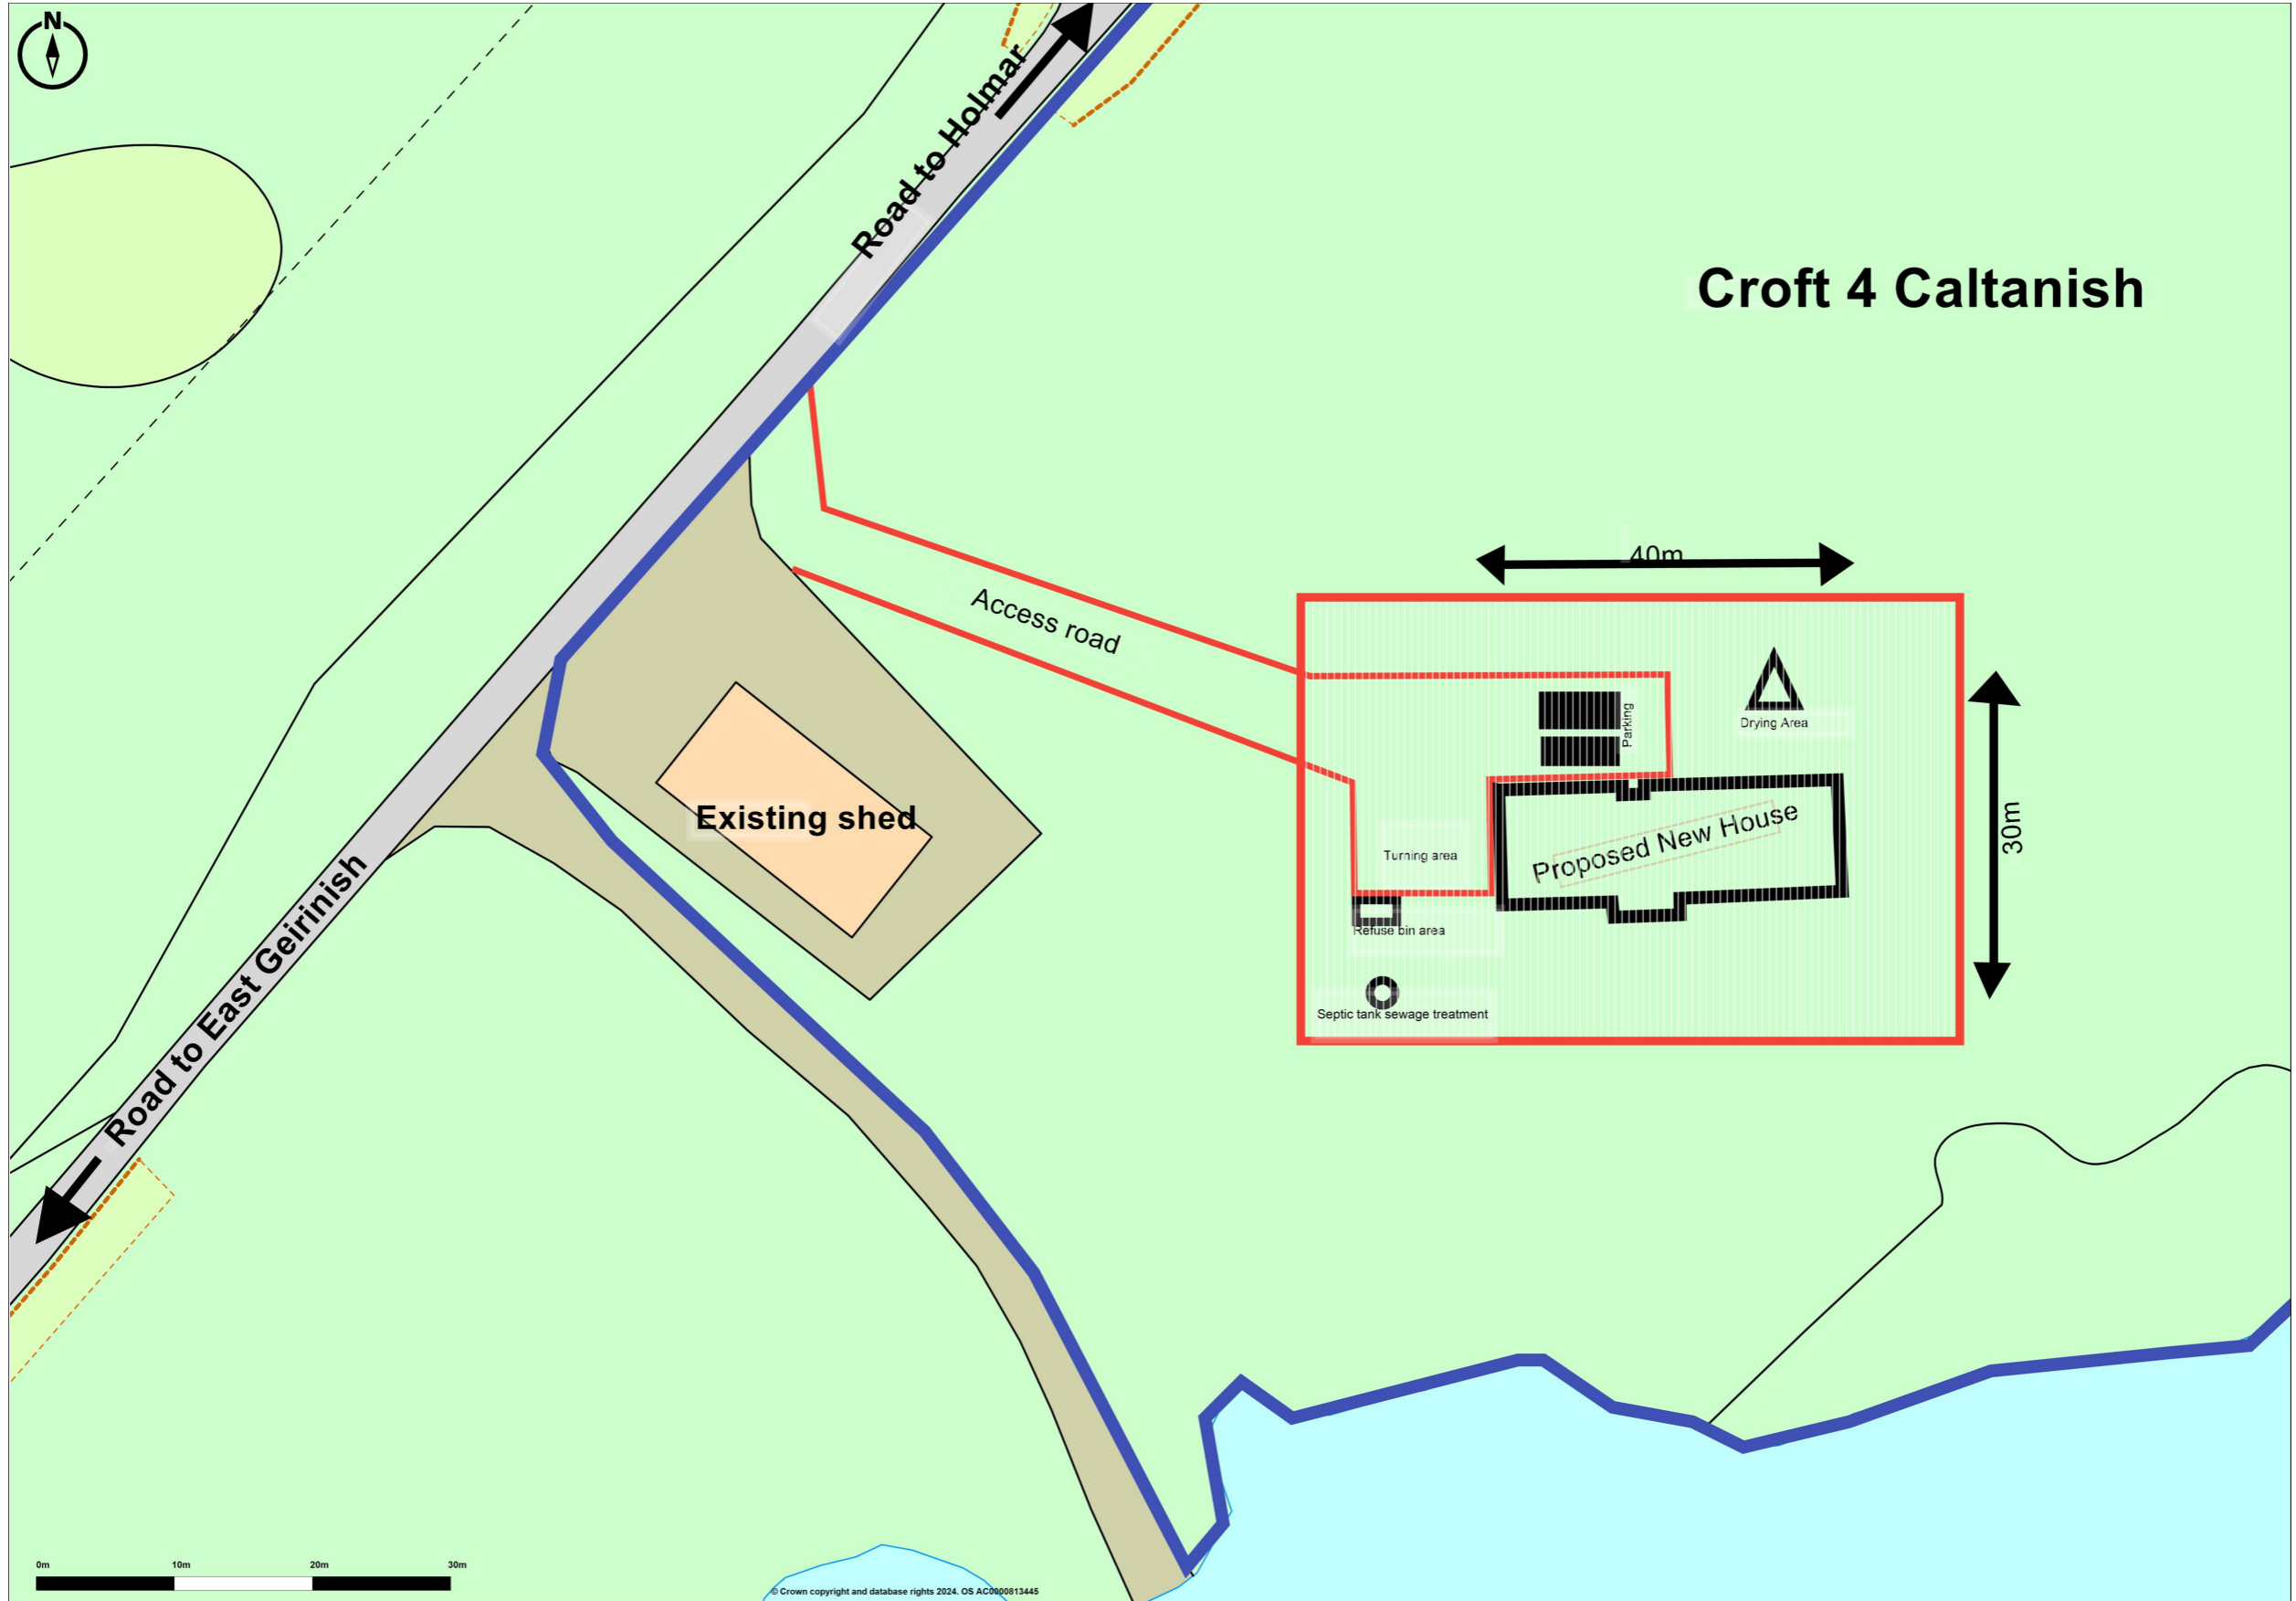 N
Road to Holmar
Croft 4 Caltanish
40m
Access road
Parking
Drying Area
30m
Existing shed
Proposed New House
Turning area
Refuse bin area
Road to East Geirinish
Septic tank sewage treatment
0m 10m 20m 30m
© Crown copyright and database rights 2024. OS AC0000813445